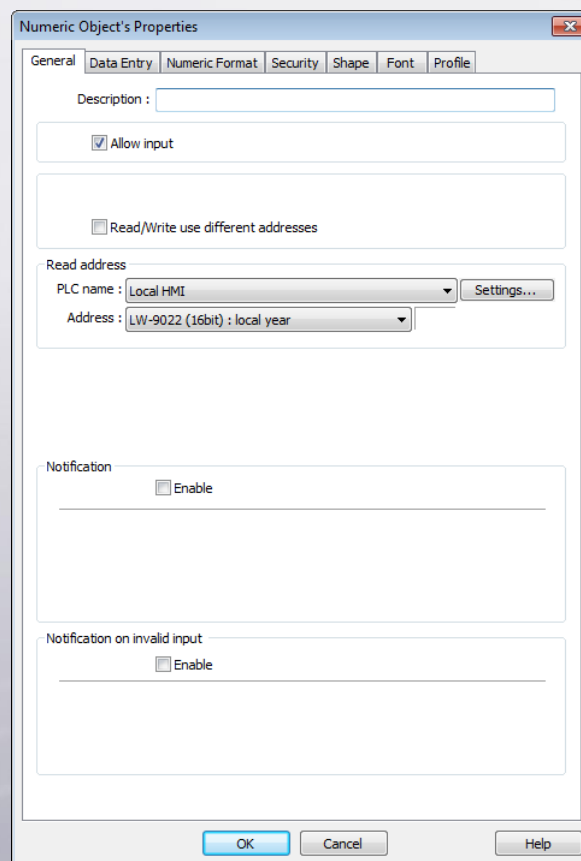 Numeric Object's Properties
General Data Entry Numeric Format Security Shape Font Profile
Description :
Allow input
Read/Write use different addresses
Read address
PLC name : Local HMI Settings...
Address : LW-9022 (16bit) : local year
Notification
Enable
Notification on invalid input
Enable
OK Cancel Help